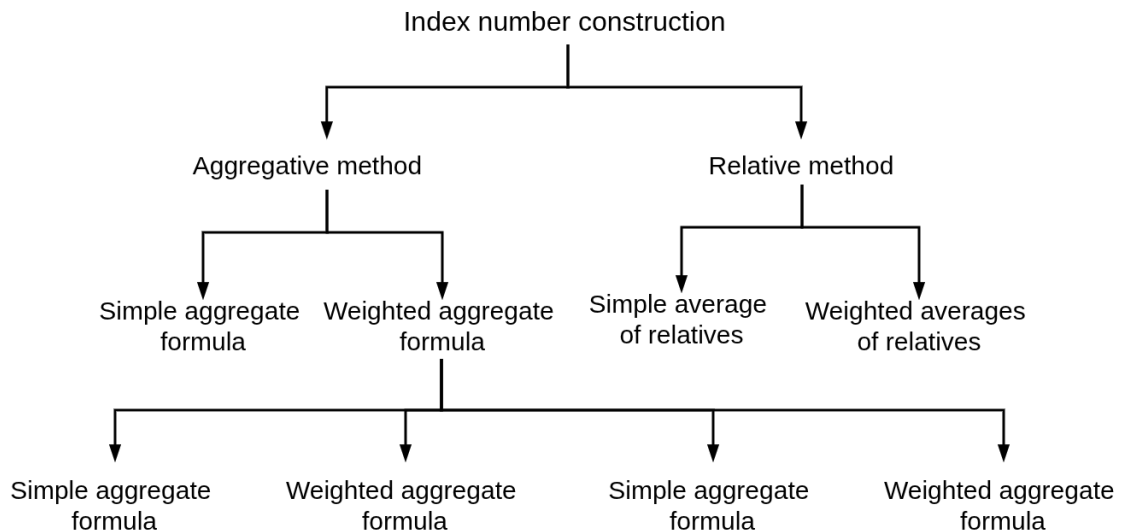 Index number construction
Aggregative method
Relative method
Simple aggregate
formula
Weighted aggregate
formula
Simple average
of relatives
Weighted averages
of relatives
Simple aggregate
formula
Weighted aggregate
formula
Simple aggregate
formula
Weighted aggregate
formula